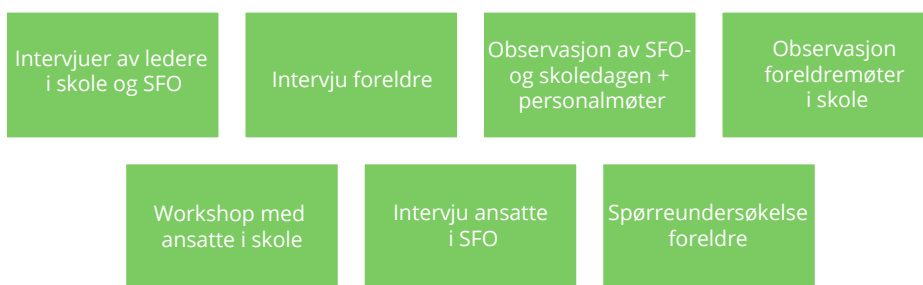 Intervjuer av ledere
i skole og SFO
Intervju foreldre
Observasjon av SFO-
og skoledagen +
personalmøter
Observasjon
foreldremøter
i skole
Workshop med
ansatte i skole
Intervju ansatte
i SFO
Spørreundersøkelse
foreldre